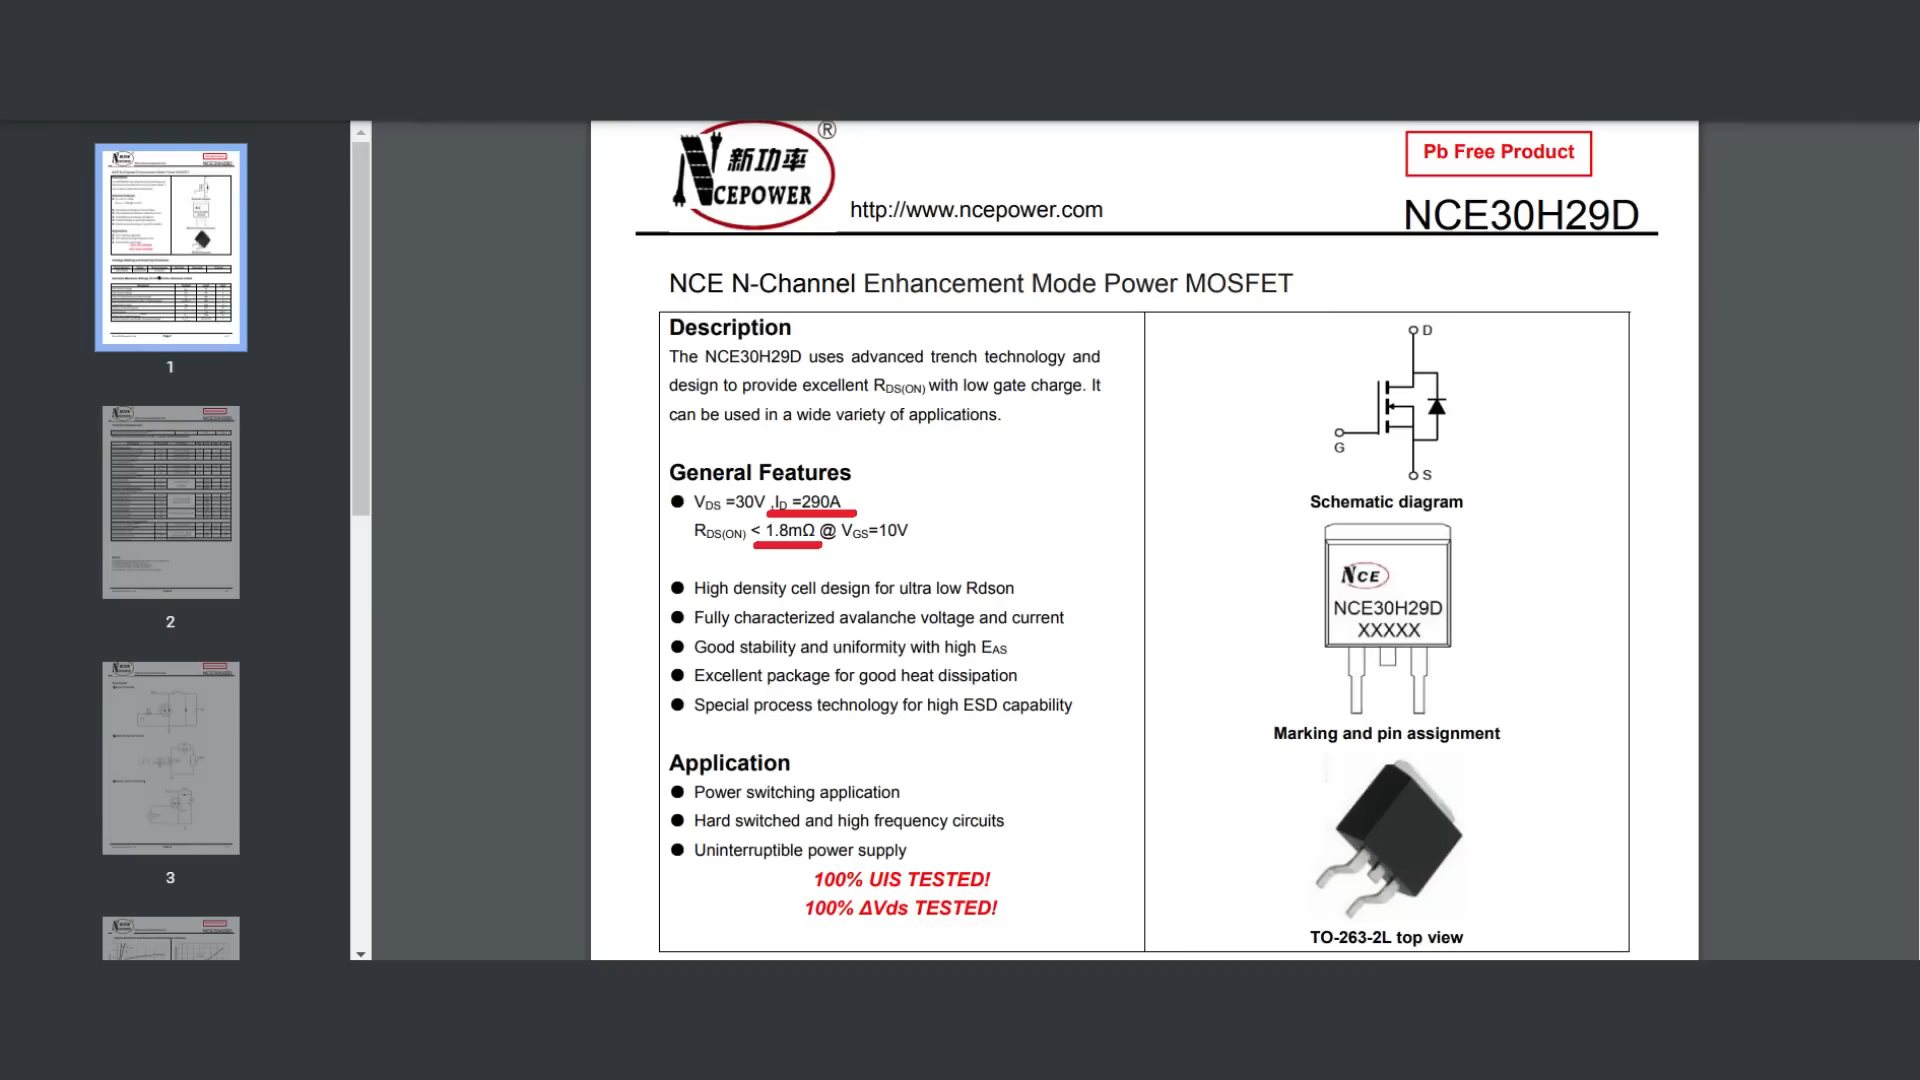 新功率
NCEPOWER
®
http://www.ncepower.com
Pb Free Product
NCE30H29D
NCE N-Channel Enhancement Mode Power MOSFET
Description
The NCE30H29D uses advanced trench technology and
design to provide excellent RDS(ON) with low gate charge. It
can be used in a wide variety of applications.
General Features
● VDS =30V ,ID =290A
RDS(ON) < 1.8mΩ @ VGS=10V
● High density cell design for ultra low Rdson
● Fully characterized avalanche voltage and current
● Good stability and uniformity with high EAS
● Excellent package for good heat dissipation
● Special process technology for high ESD capability
Application
● Power switching application
● Hard switched and high frequency circuits
● Uninterruptible power supply
100% UIS TESTED!
100% ΔVds TESTED!
D
G
S
Schematic diagram
NCE
NCE30H29D
XXXXX
Marking and pin assignment
TO-263-2L top view
1
2
3